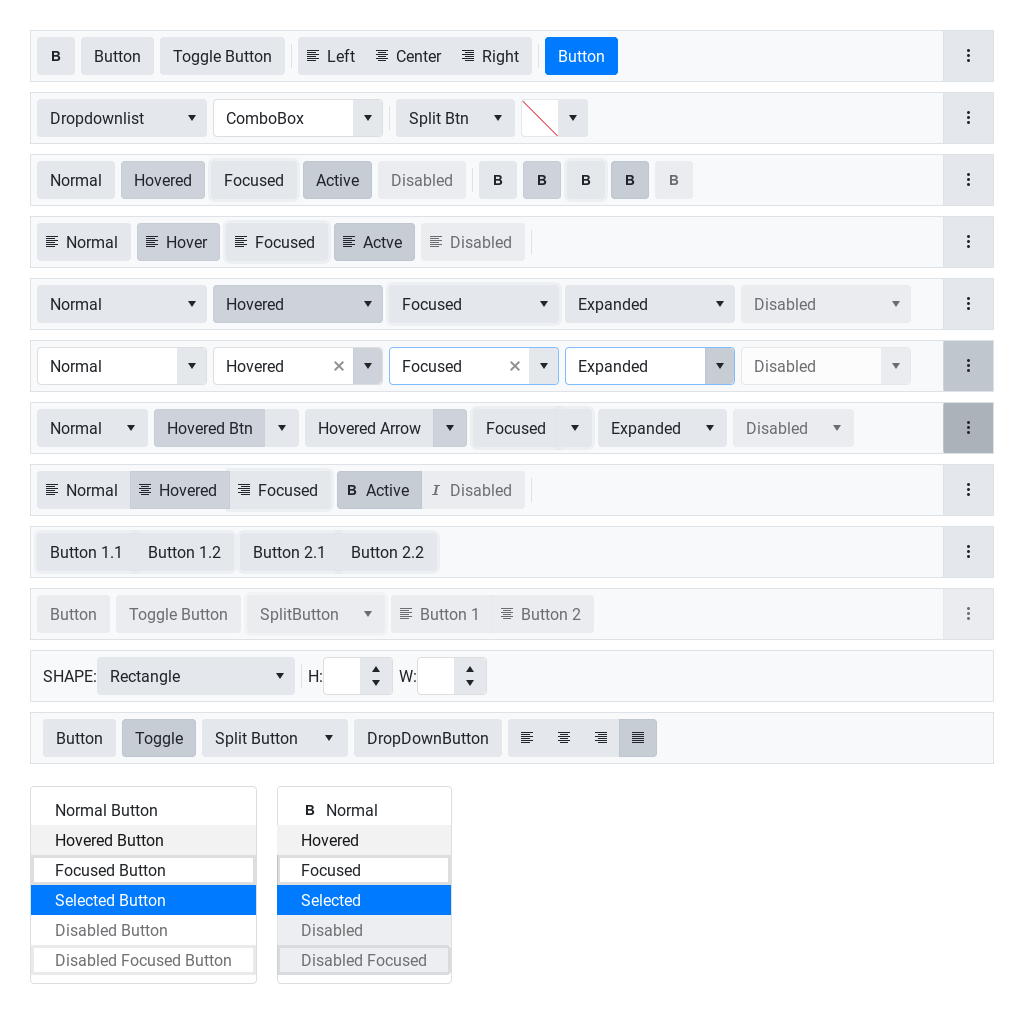 B Button Toggle Button Left Center Right Button
Dropdownlist ComboBox Split Btn
Normal Hovered Focused Active Disabled B B B B B
Normal Hover Focused Actve Disabled
Normal Hovered Focused Expanded Disabled
Normal Hovered Focused Expanded Disabled
Normal Hovered Btn Hovered Arrow Focused Expanded Disabled
Normal Hovered Focused B Active I Disabled
Button 1.1 Button 1.2 Button 2.1 Button 2.2
Button Toggle Button SplitButton Button 1 Button 2
SHAPE: Rectangle H: W:
Button Toggle Split Button DropDownButton
Normal Button
Hovered Button
Focused Button
Selected Button
Disabled Button
Disabled Focused Button
B Normal
Hovered
Focused
Selected
Disabled
Disabled Focused